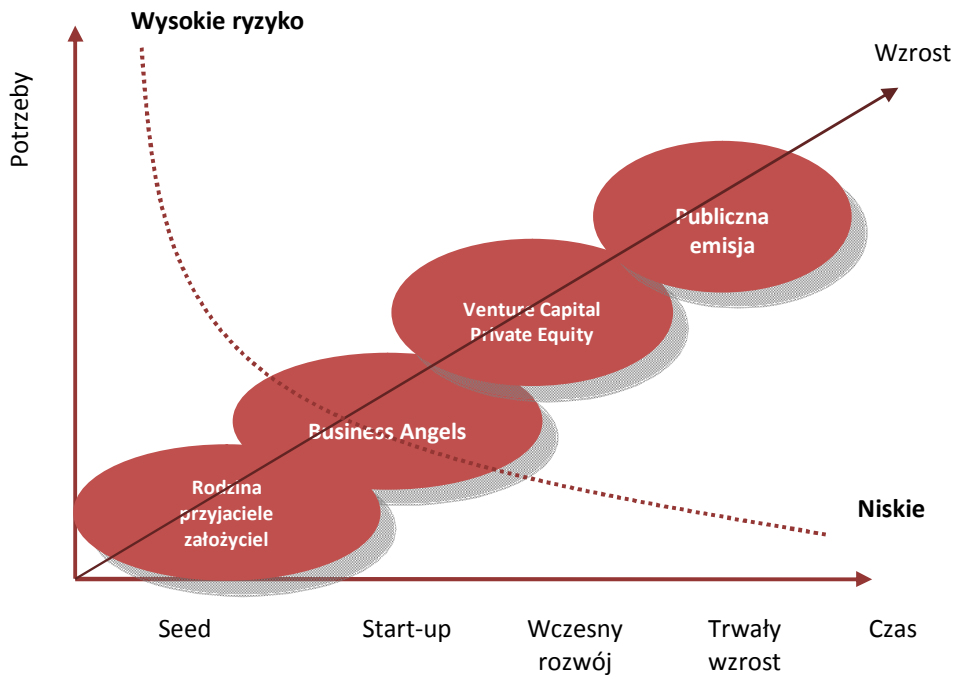 Wysokie ryzyko
Wzrost
Potrzeby
Publiczna
emisja
Venture Capital
Private Equity
Business Angels
Rodzina
przyjaciele
założyciel
Niskie
Seed
Start-up
Wczesny
rozwój
Trwały
wzrost
Czas